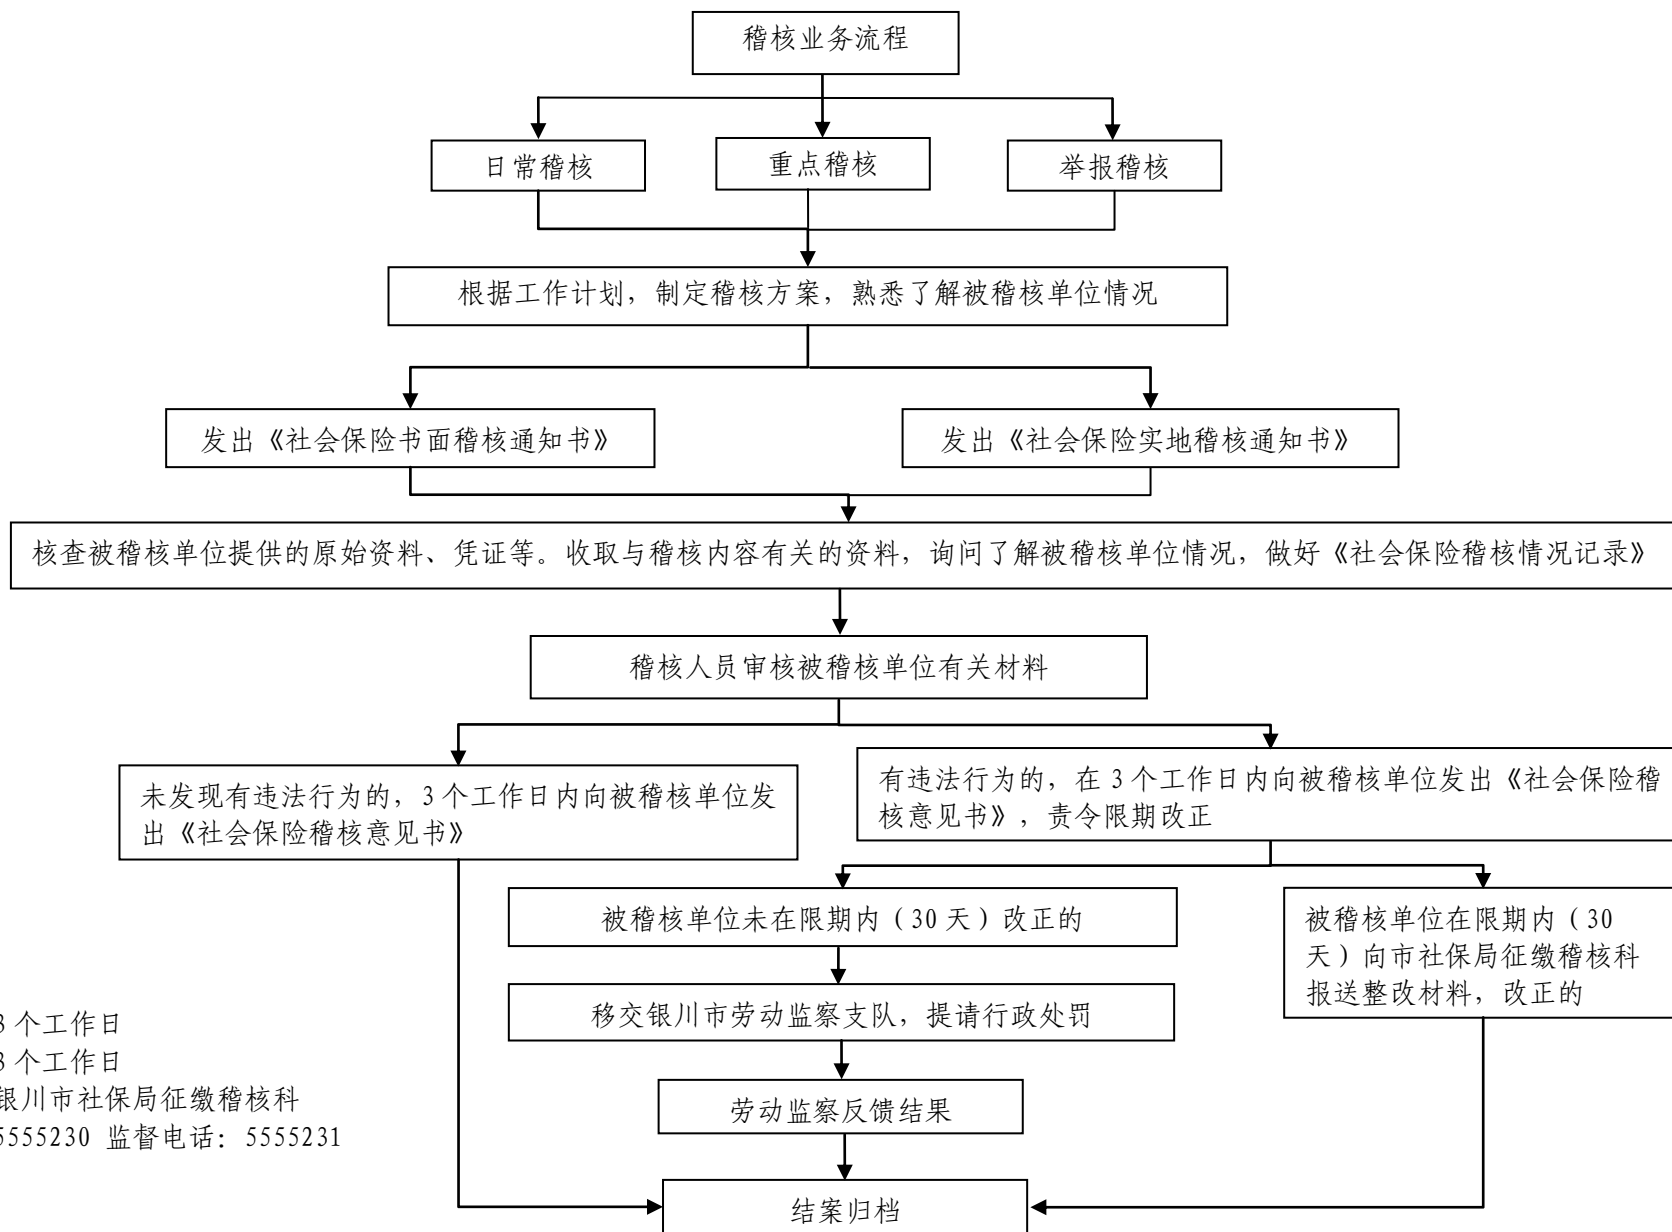 稽核业务流程
日常稽核
重点稽核
举报稽核
根据工作计划，制定稽核方案，熟悉了解被稽核单位情况
发出《社会保险书面稽核通知书》
发出《社会保险实地稽核通知书》
核查被稽核单位提供的原始资料、凭证等。收取与稽核内容有关的资料，询问了解被稽核单位情况，做好《社会保险稽核情况记录》
稽核人员审核被稽核单位有关材料
未发现有违法行为的，3个工作日内向被稽核单位发
出《社会保险稽核意见书》
有违法行为的，在3个工作日内向被稽核单位发出《社会保险稽
核意见书》，责令限期改正
被稽核单位未在限期内（30天）改正的
被稽核单位在限期内（30
天）向市社保局征缴稽核科
报送整改材料，改正的
移交银川市劳动监察支队，提请行政处罚
劳动监察反馈结果
结案归档
3个工作日
3个工作日
银川市社保局征缴稽核科
5555230 监督电话：5555231